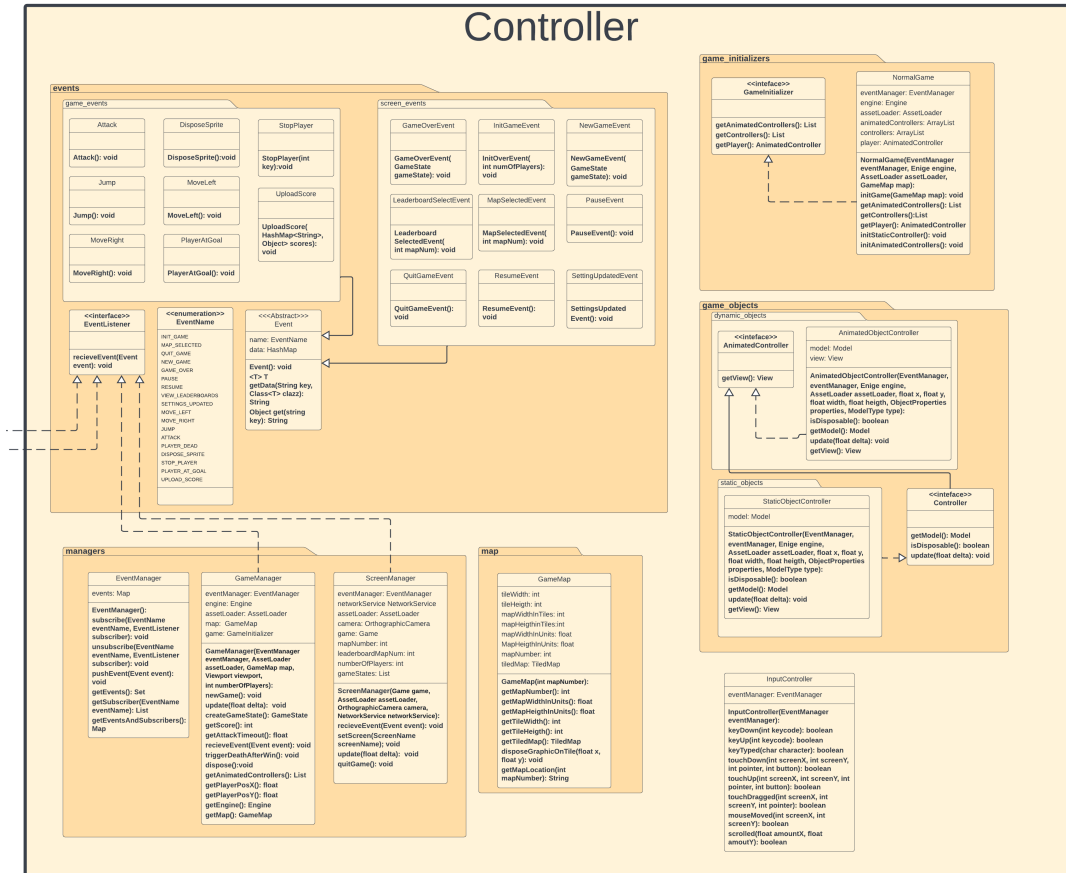 Controller
events
game_events
Attack
Attack(): void
DisposeSprite
DisposeSprite():void
StopPlayer
StopPlayer(int
key):void
Jump
Jump(): void
MoveLeft
MoveLeft(): void
UploadScore
UploadScore(
HashMap<String>,
Object> scores):
void
MoveRight
MoveRight(): void
PlayerAtGoal
PlayerAtGoal(): void
screen_events
GameOverEvent
GameOverEvent(
GameState
gameState): void
InitGameEvent
InitOverEvent(
int numOfPlayers):
void
NewGameEvent
NewGameEvent(
GameState
gameState): void
LeaderboardSelectEvent
Leaderboard
SelectedEvent(
int mapNum): void
MapSelectedEvent
MapSelectedEvent(
int mapNum): void
PauseEvent
PauseEvent(): void
QuitGameEvent
QuitGameEvent():
void
ResumeEvent
ResumeEvent():
void
SettingUpdatedEvent
SettingsUpdated
Event(): void
<<interface>>
EventListener
recieveEvent(Event
event): void
<<enumeration>>
EventName
INIT_GAME
MAP_SELECTED
QUIT_GAME
NEW_GAME
GAME_OVER
PAUSE
RESUME
VIEW_LEADERBOARDS
SETTINGS_UPDATED
MOVE_LEFT
MOVE_RIGHT
JUMP
ATTACK
PLAYER_DEAD
DISPOSE_SPRITE
STOP_PLAYER
PLAYER_AT_GOAL
UPLOAD_SCORE
<<<Abstract>>>
Event
name: EventName
data: HashMap
Event(): void
<T> T
getData(String key,
Class<T> clazz):
String
Object get(string
key): String
managers
EventManager
events: Map
EventManager():
subscribe(EventName
eventName, EventListener
subscriber): void
unsubscribe(EventName
eventName, EventListener
subscriber): void
pushEvent(Event event):
void
getEvents(): Set
getSubscriber(EventName
eventName): List
getEventsAndSubscribers():
Map
GameManager
eventManager: EventManager
engine: Engine
assetLoader: AssetLoader
map:  GameMap
game: GameInitializer
GameManager(EventManager
eventManager, AssetLoader
assetLoader, GameMap map,
Viewport viewport,
int numberOfPlayers):
newGame(): void
update(float delta):  void
createGameState(): GameState
getScore(): int
getAttackTimeout(): float
recieveEvent(Event event): void
triggerDeathAfterWin(): void
dispose():void
getAnimatedControllers(): List
getPlayerPosX(): float
getPlayerPosY(): float
getEngine(): Engine
getMap(): GameMap
ScreenManager
eventManager: EventManager
networkService NetworkService
assetLoader: AssetLoader
camera: OrthographicCamera
game: Game
mapNumber: int
leaderboardMapNum: int
numberOfPlayers: int
gameStates: List
ScreenManager(Game game,
AssetLoader assetLoader,
OrthographicCamera camera,
NetworkService networkService):
recieveEvent(Event event): void
setScreen(ScreenName
screenName); void
update(float delta):  void
quitGame(): void
map
GameMap
tileWidth: int
tileHeigth: int
mapWidthInTiles: int
mapHeigthinTiles:int
mapWidthInUnits: float
MapHeigthInUnits: float
mapNumber: int
tiledMap: TiledMap
GameMap(int mapNumber):
getMapNumber(): int
getMapWidthInUnits(): float
getMapHeigthInUnits(): float
getTileWidth(): int
getTileHeigth(): int
getTiledMap(): TiledMap
disposeGraphicOnTile(float x,
float y): void
getMapLocation(int
mapNumber): String
game_initializers
<<inteface>>
GameInitializer
getAnimatedControllers(): List
getControllers(): List
getPlayer(): AnimatedController
NormalGame
eventManager: EventManager
engine: Engine
assetLoader: AssetLoader
animatedControllers: ArrayList
controllers: ArrayList
player: AnimatedController
NormalGame(EventManager
eventManager, Enige engine,
AssetLoader assetLoader,
GameMap map):
initGame(GameMap map): void
getAnimatedControllers: List
getControllers():List
getPlayer(): AnimatedController
initStaticController(): void
initAnimatedControllers(): void
game_objects
dynamic_objects
<<inteface>>
AnimatedController
getView(): View
AnimatedObjectController
model: Model
view: View
AnimatedObjectController(EventManager,
eventManager, Enige engine,
AssetLoader assetLoader, float x, float y,
float width, float heigth, ObjectProperties
properties, ModelType type):
isDisposable(): boolean
getModel(): Model
update(float delta): void
getView(): View
static_objects
StaticObjectController
model: Model
StaticObjectController(EventManager,
eventManager, Enige engine,
AssetLoader assetLoader, float x, float y,
float width, float heigth, ObjectProperties
properties, ModelType type):
isDisposable(): boolean
getModel(): Model
update(float delta): void
getView(): View
<<inteface>>
Controller
getModel(): Model
isDisposable(): boolean
update(float delta): void
InputController
eventManager: EventManager
InputController(EventManager
eventManager):
keyDown(int keycode): boolean
keyUp(int keycode): boolean
keyTyped(char character): boolean
touchDown(int screenX, int screenY,
int pointer, int button): boolean
touchUp(int screenX, int screenY, int
pointer, int button): boolean
touchDragged(int screenX, int
screenY, int pointer): boolean
mouseMoved(int screenX, int
screenY): boolean
scrolled(float amountX, float
amoutY): boolean